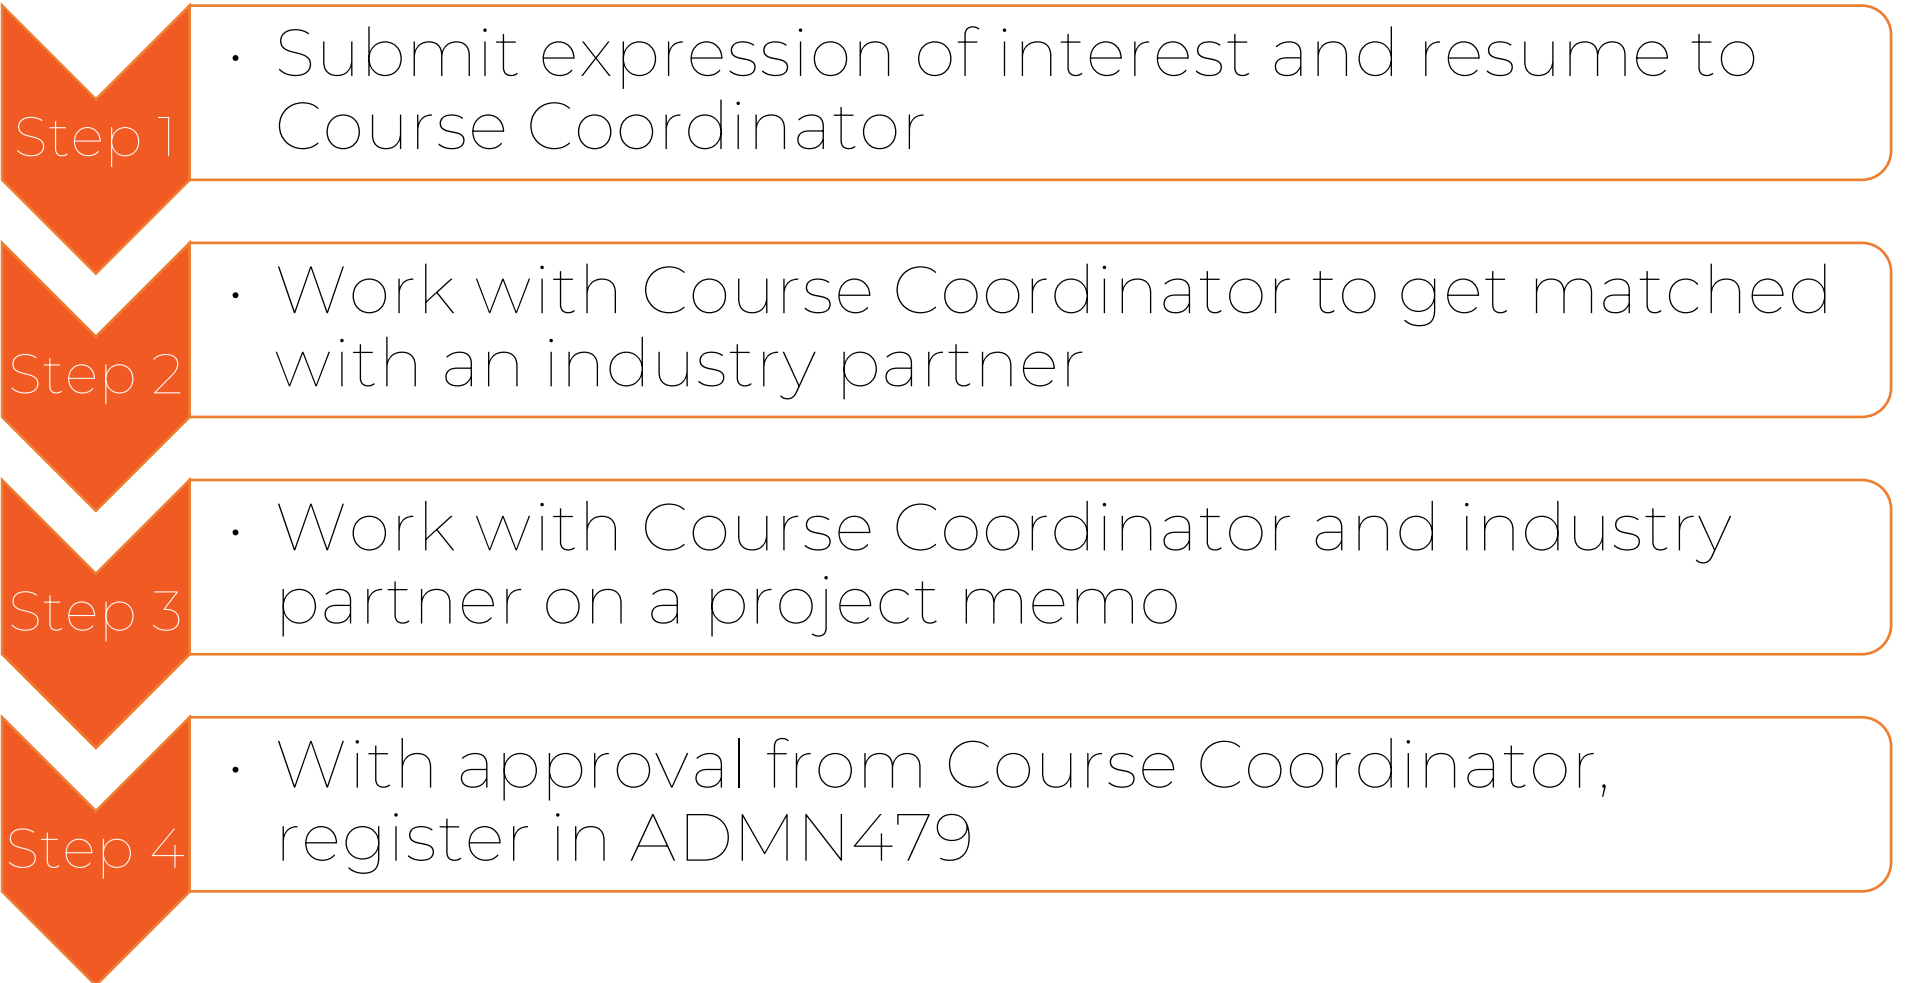 Step 1
• Submit expression of interest and resume to
Course Coordinator
Step 2
• Work with Course Coordinator to get matched
with an industry partner
Step 3
• Work with Course Coordinator and industry
partner on a project memo
Step 4
• With approval from Course Coordinator,
register in ADMN479